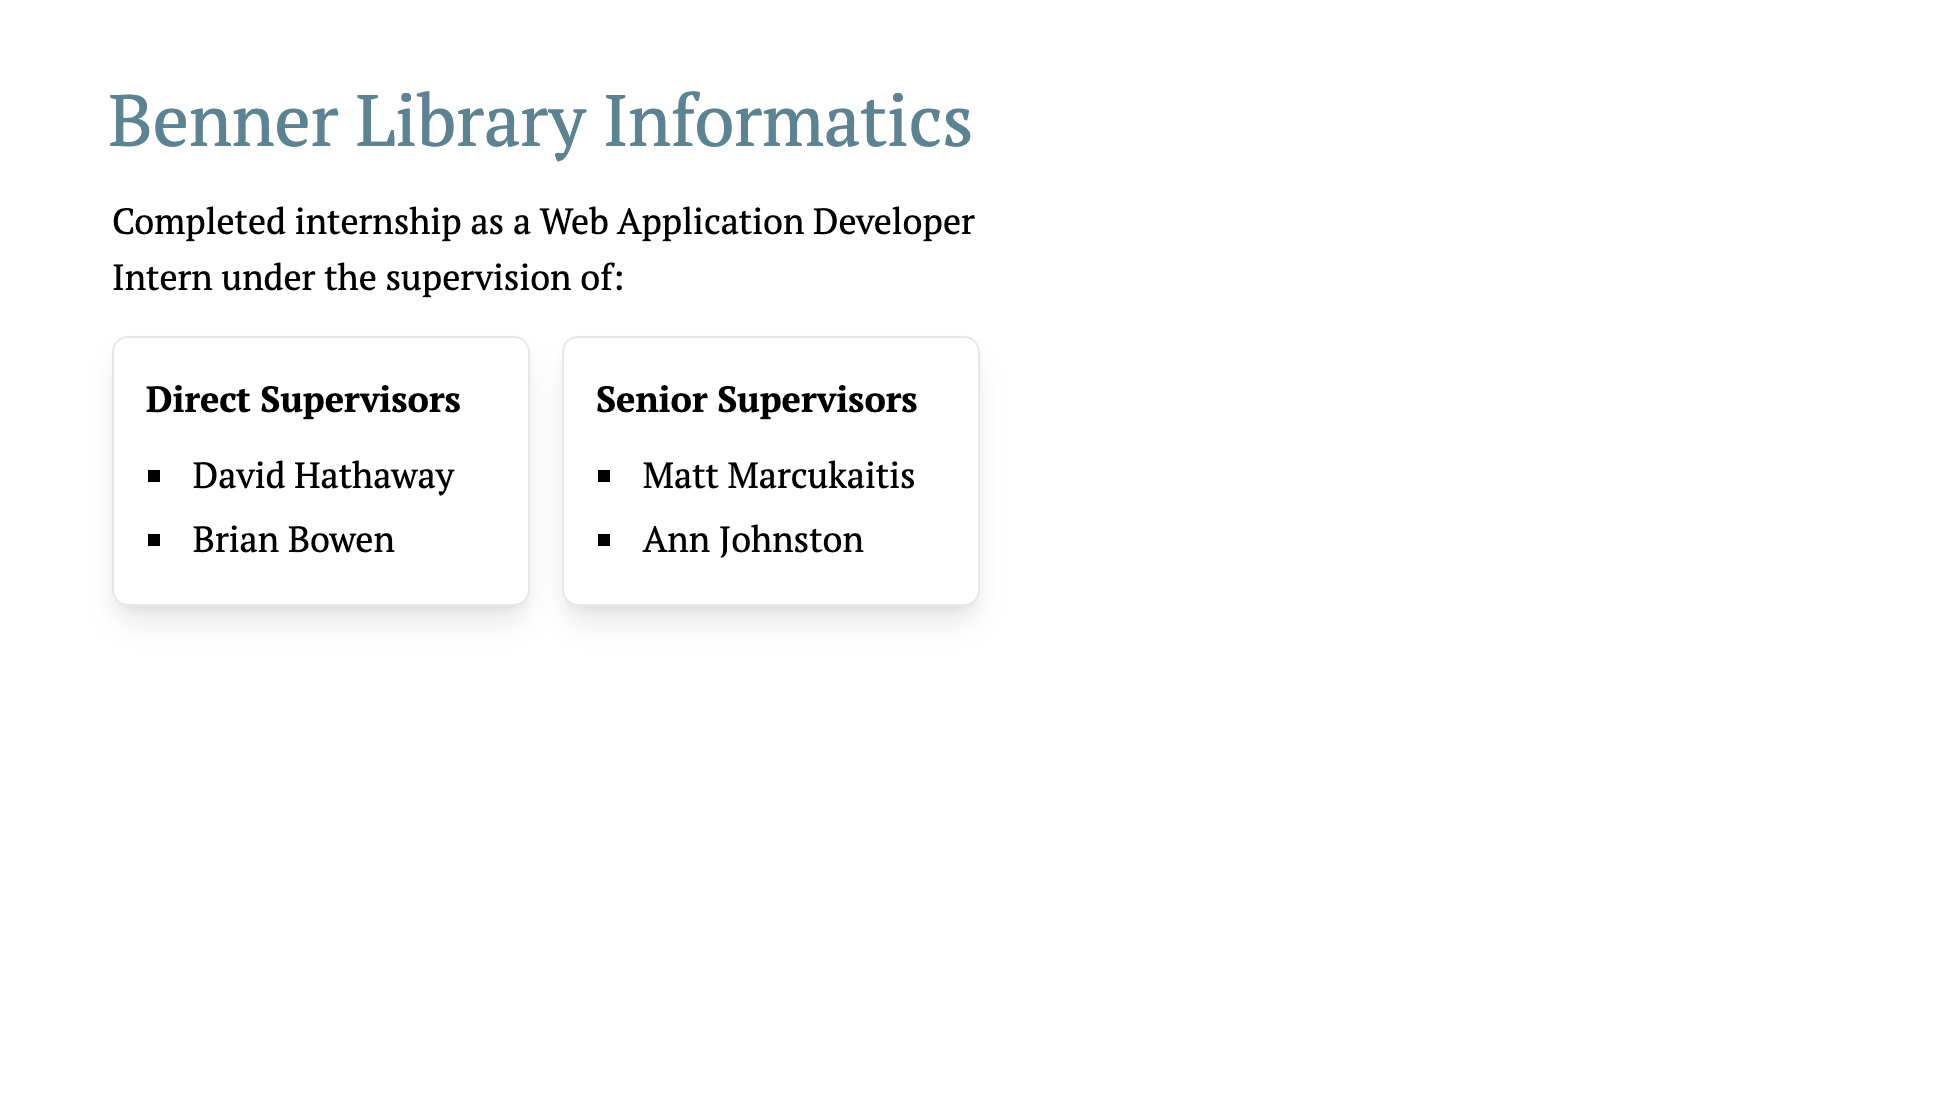 Benner Library Informatics
Completed internship as a Web Application Developer
Intern under the supervision of:
Direct Supervisors
▪ David Hathaway
▪ Brian Bowen
Senior Supervisors
▪ Matt Marcukaitis
▪ Ann Johnston